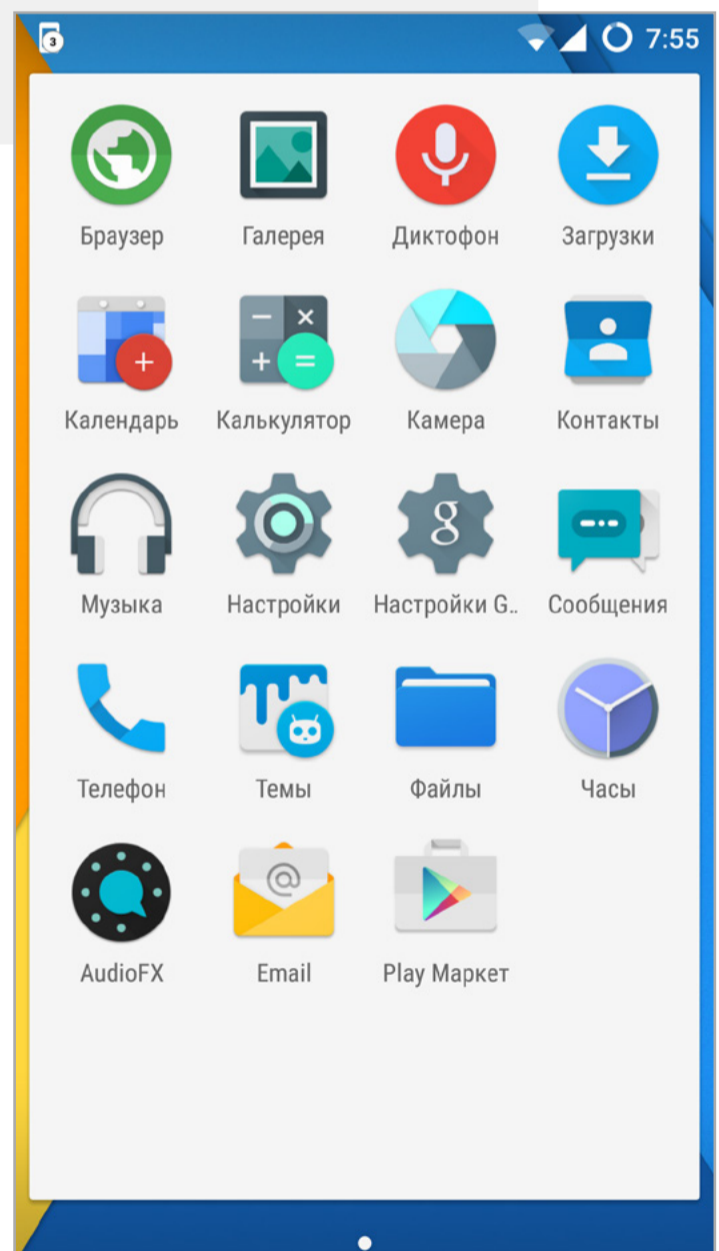 3 7:55
Браузер Галерея Диктофон Загрузки
Календарь Калькулятор Камера Контакты
Музыка Настройки Настройки G.. Сообщения
Телефон Темы Файлы Часы
AudioFX Email Play Маркет